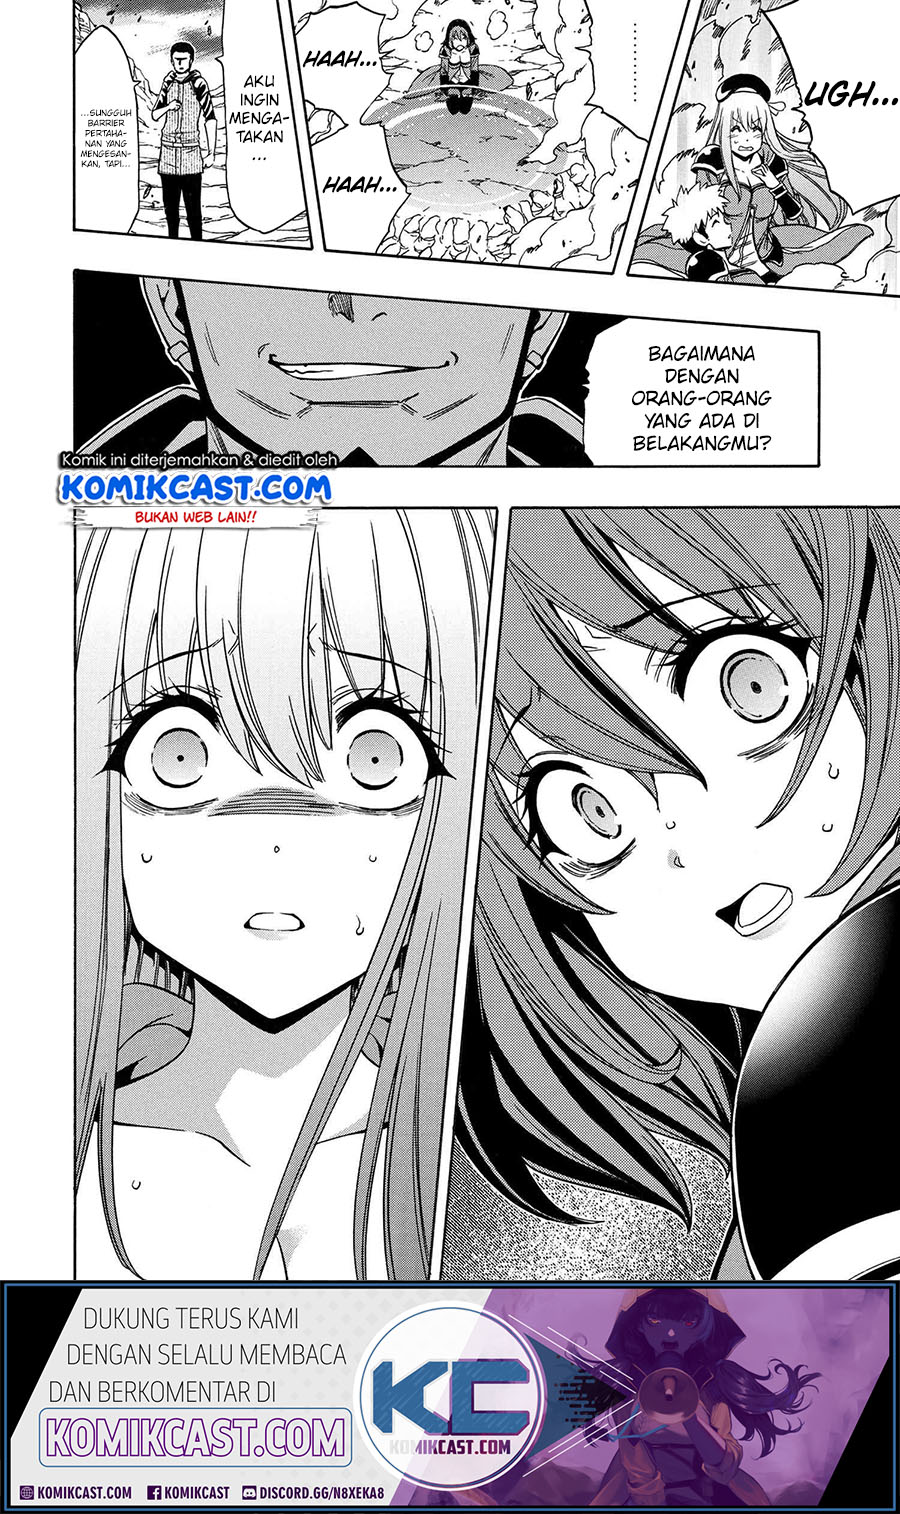 UGH...
HAAH...
HAAH...
AKU
INGIN
MENGA-
TAKAN
...
...SUNGGUH
BARRIER
PERTAHA-
NAN YANG
MENGESAN-
KAN, TAPI...
BAGAIMANA
DENGAN
ORANG-ORANG
YANG ADA DI
BELAKANGMU?
Komik ini diterjemahkan & diedit oleh
KOMIKCAST.COM
BUKAN WEB LAIN!!
DUKUNG TERUS KAMI
DENGAN SELALU MEMBACA
DAN BERKOMENTAR DI
KOMIKCAST.COM
KC
KOMIKCAST.COM
KOMIKCAST.COM
KOMIKCAST
DISCORD.GG/N8XEKA8